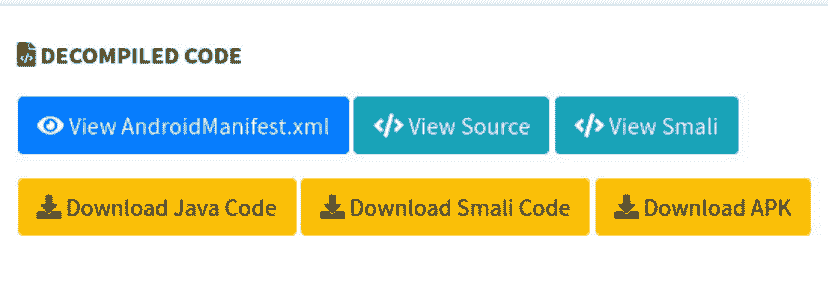 DECOMPILED CODE
View AndroidManifest.xml View Source View Smali
Download Java Code Download Smali Code Download APK